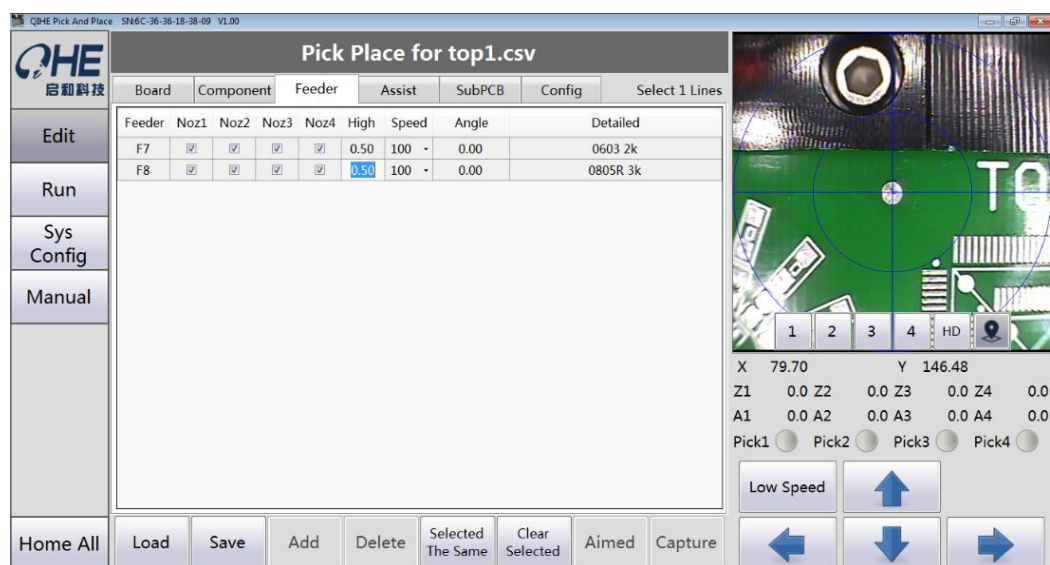 QIHE Pick And Place SN:6C-36-36-18-38-09 V1.00
QHE
启和科技
Pick Place for top1.csv
Board Component Feeder Assist SubPCB Config Select 1 Lines
Feeder Noz1 Noz2 Noz3 Noz4 High Speed Angle Detailed
F7 0.50 100 0.00 0603 2k
F8 0.50 100 0.00 0805R 3k
Edit
Run
Sys
Config
Manual
Home All
Load Save Add Delete Selected
The Same Clear
Selected Aimed Capture
TO
1 2 3 4 HD
X 79.70 Y 146.48
Z1 0.0 Z2 0.0 Z3 0.0 Z4 0.0
A1 0.0 A2 0.0 A3 0.0 A4 0.0
Pick1 Pick2 Pick3 Pick4
Low Speed